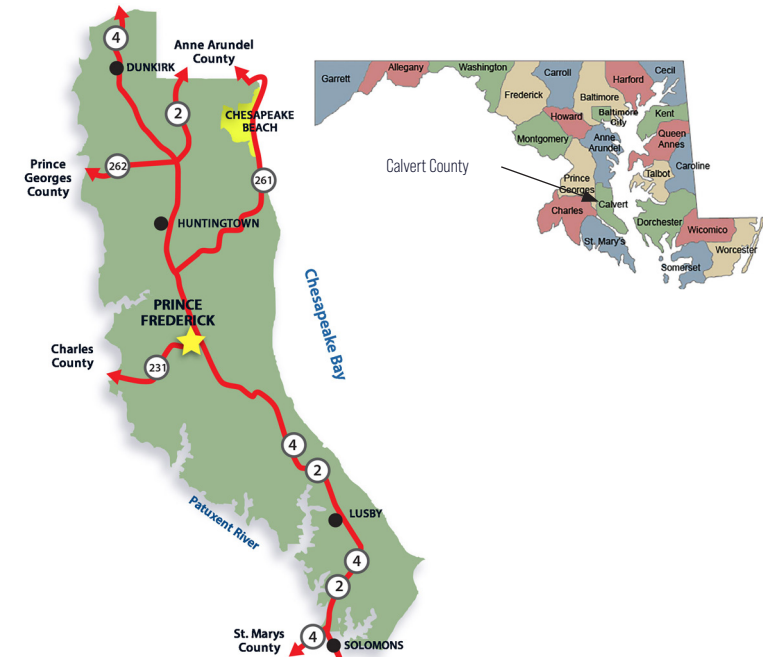 4
DUNKIRK
Anne Arundel
County
2
CHESAPEAKE
BEACH
Prince
Georges
County
262
261
HUNTINGTOWN
PRINCE
FREDERICK
Chesapeake Bay
Charles
County
231
4
2
Patuxent River
LUSBY
4
2
St. Marys
County
4
SOLOMONS
Garrett
Allegany
Washington
Frederick
Carroll
Baltimore
Harford
Cecil
Howard
Baltimore
City
Kent
Montgomery
Anne
Arundel
Queen
Annes
Calvert County
Prince
Georges
Talbot
Caroline
Charles
Calvert
St. Mary's
Dorchester
Wicomico
Somerset
Worcester